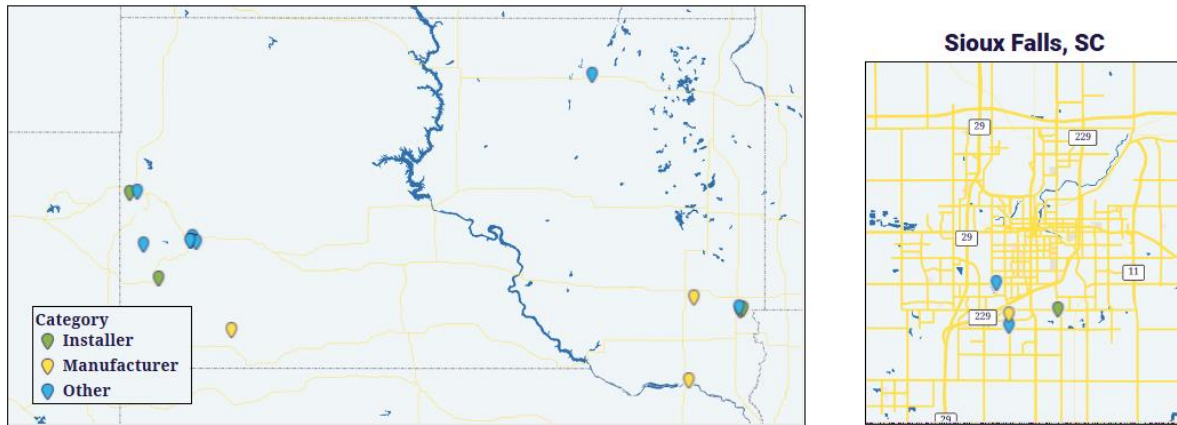 Category
Installer
Manufacturer
Other
Sioux Falls, SC
29
229
29
11
229
29